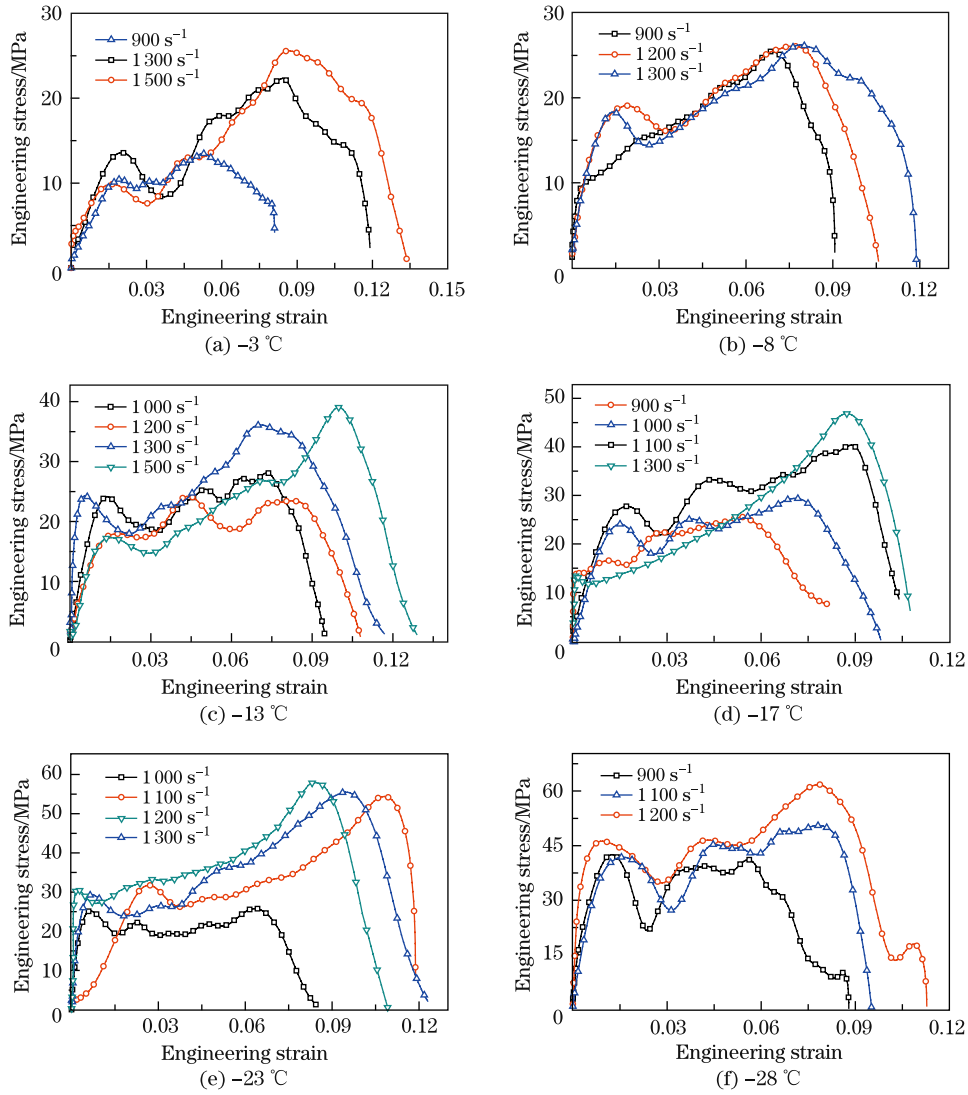 900 s⁻¹
1 300 s⁻¹
1 500 s⁻¹
Engineering stress/MPa
30
20
10
0
0.03 0.06 0.09 0.12 0.15
Engineering strain
(a) –3 ℃
900 s⁻¹
1 200 s⁻¹
1 300 s⁻¹
Engineering stress/MPa
30
20
10
0
0.03 0.06 0.09 0.12
Engineering strain
(b) –8 ℃
1 000 s⁻¹
1 200 s⁻¹
1 300 s⁻¹
1 500 s⁻¹
Engineering stress/MPa
40
30
20
10
0
0.03 0.06 0.09 0.12
Engineering strain
(c) –13 ℃
900 s⁻¹
1 000 s⁻¹
1 100 s⁻¹
1 300 s⁻¹
Engineering stress/MPa
50
40
30
20
10
0
0.03 0.06 0.09 0.12
Engineering strain
(d) –17 ℃
1 000 s⁻¹
1 100 s⁻¹
1 200 s⁻¹
1 300 s⁻¹
Engineering stress/MPa
60
50
40
30
20
10
0
0.03 0.06 0.09 0.12
Engineering strain
(e) –23 ℃
900 s⁻¹
1 100 s⁻¹
1 200 s⁻¹
Engineering stress/MPa
60
45
30
15
0
0.03 0.06 0.09 0.12
Engineering strain
(f) –28 ℃